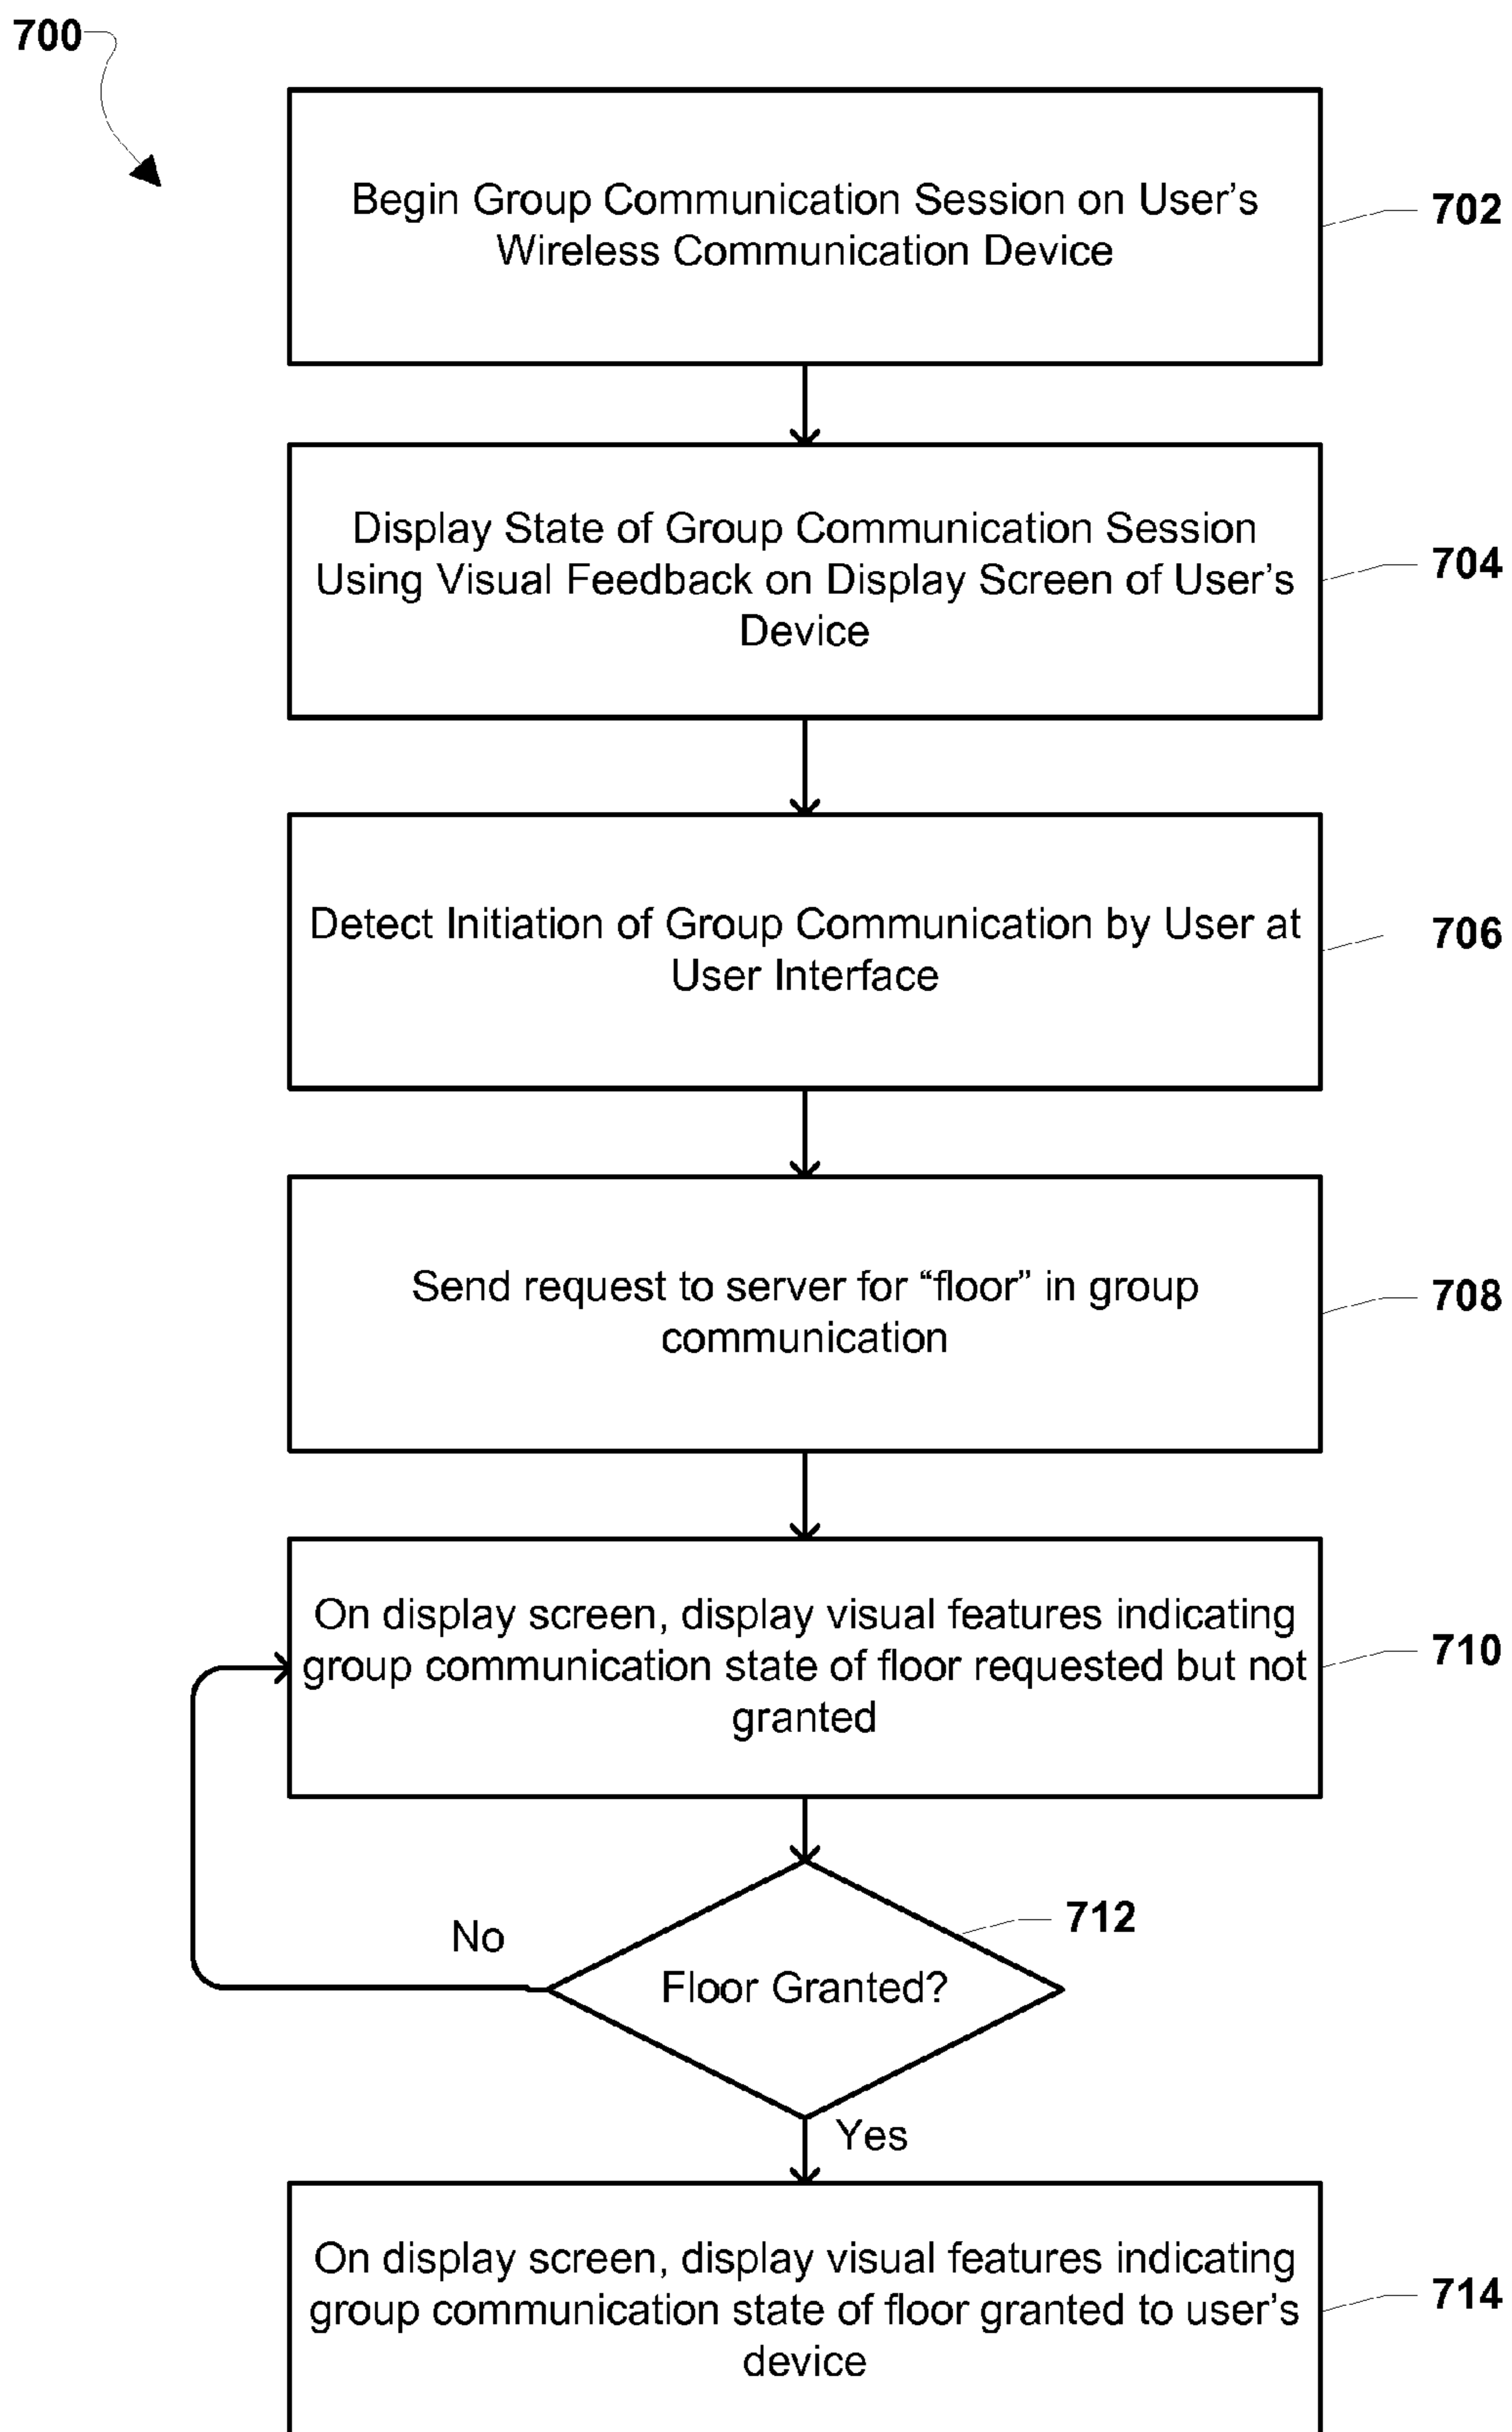 700
Begin Group Communication Session on User’s
Wireless Communication Device
702
Display State of Group Communication Session
Using Visual Feedback on Display Screen of User’s
Device
704
Detect Initiation of Group Communication by User at
User Interface
706
Send request to server for “floor” in group
communication
708
On display screen, display visual features indicating
group communication state of floor requested but not
granted
710
712
No
Floor Granted?
Yes
On display screen, display visual features indicating
group communication state of floor granted to user’s
device
714